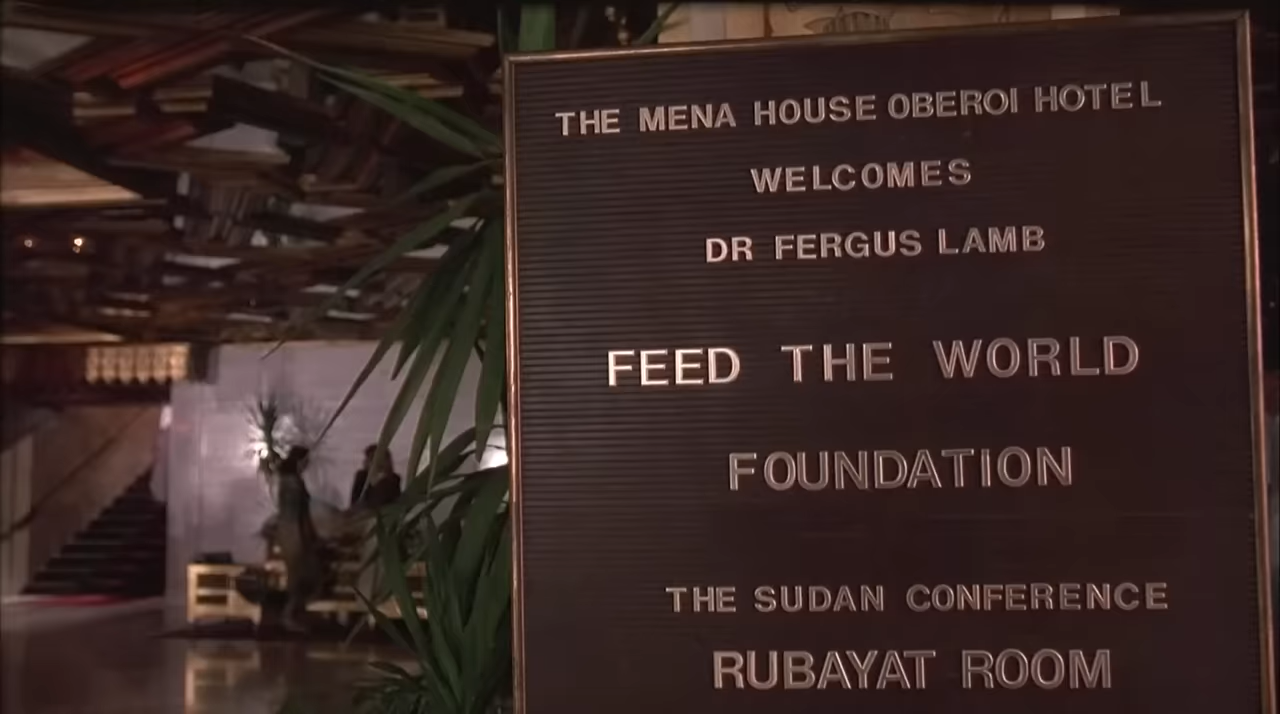 THE MENA HOUSE OBEROI HOTEL
WELCOMES
DR FERGUS LAMB
FEED THE WORLD
FOUNDATION
THE SUDAN CONFERENCE
RUBAYAT ROOM